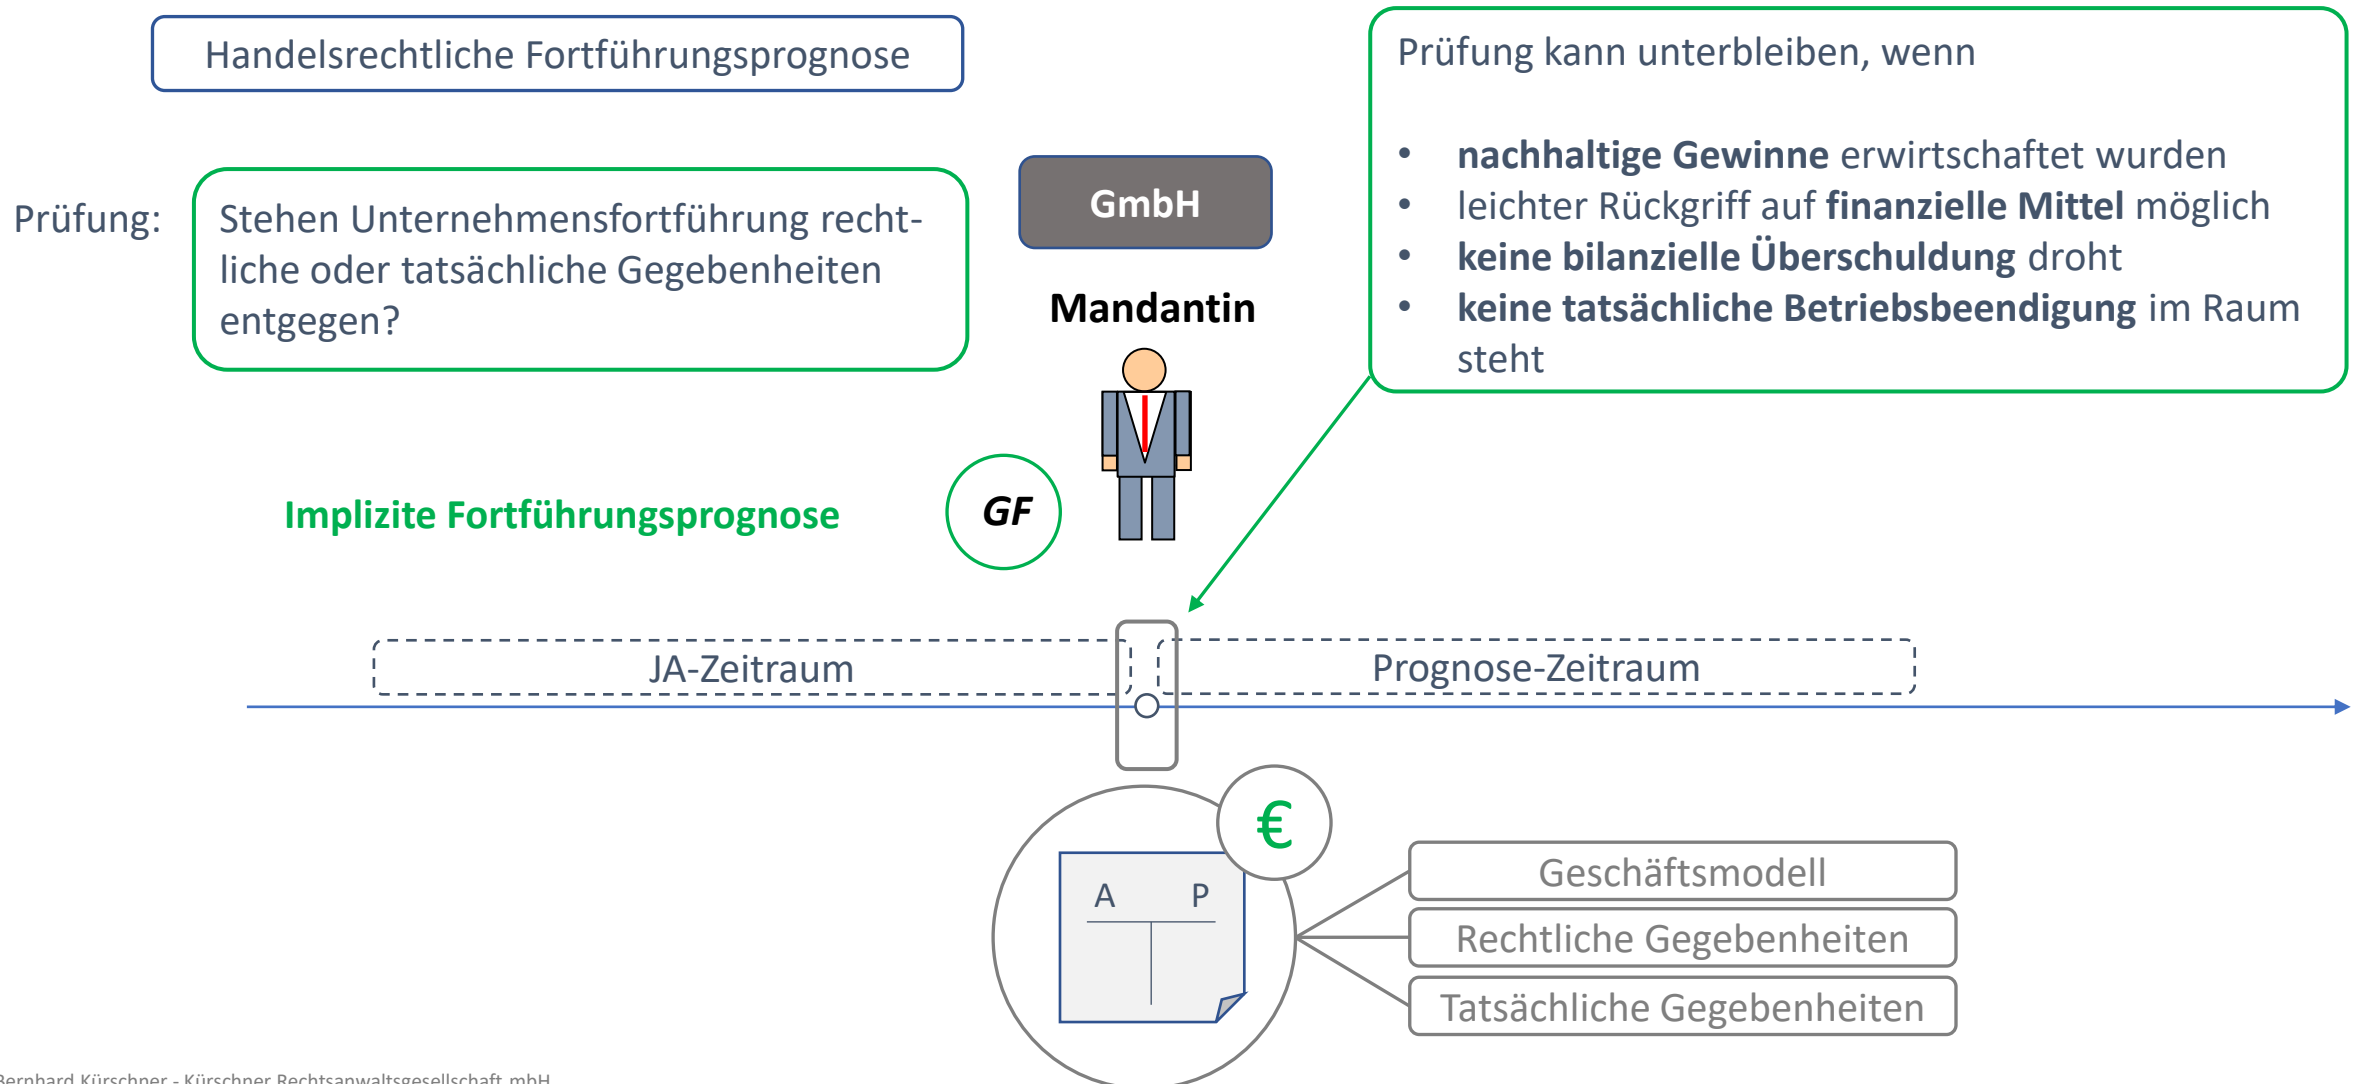 Handelsrechtliche Fortführungsprognose
Prüfung:
Stehen Unternehmensfortführung recht-
liche oder tatsächliche Gegebenheiten
entgegen?
GmbH
Mandantin
Prüfung kann unterbleiben, wenn
• nachhaltige Gewinne erwirtschaftet wurden
• leichter Rückgriff auf finanzielle Mittel möglich
• keine bilanzielle Überschuldung droht
• keine tatsächliche Betriebsbeendigung im Raum
steht
Implizite Fortführungsprognose
GF
JA-Zeitraum
Prognose-Zeitraum
€
A P
Geschäftsmodell
Rechtliche Gegebenheiten
Tatsächliche Gegebenheiten
Bernhard Kürschner - Kürschner Rechtsanwaltsgesellschaft mbH